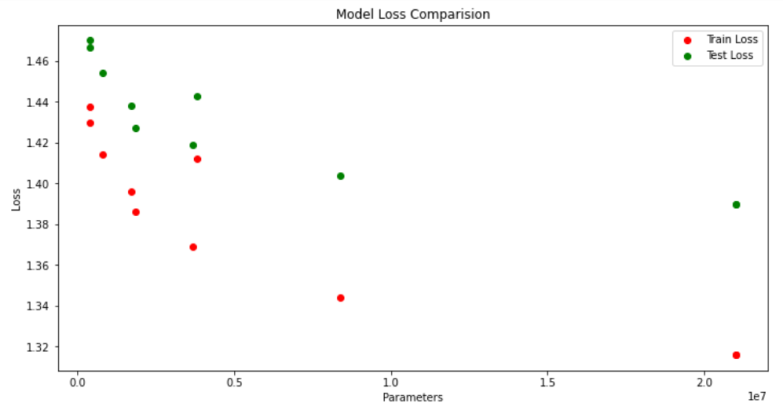 Model Loss Comparision
Train Loss
Test Loss
1.46
1.44
1.42
1.40
1.38
1.36
1.34
1.32
Loss
0.0
0.5
1.0
1.5
2.0
1e7
Parameters